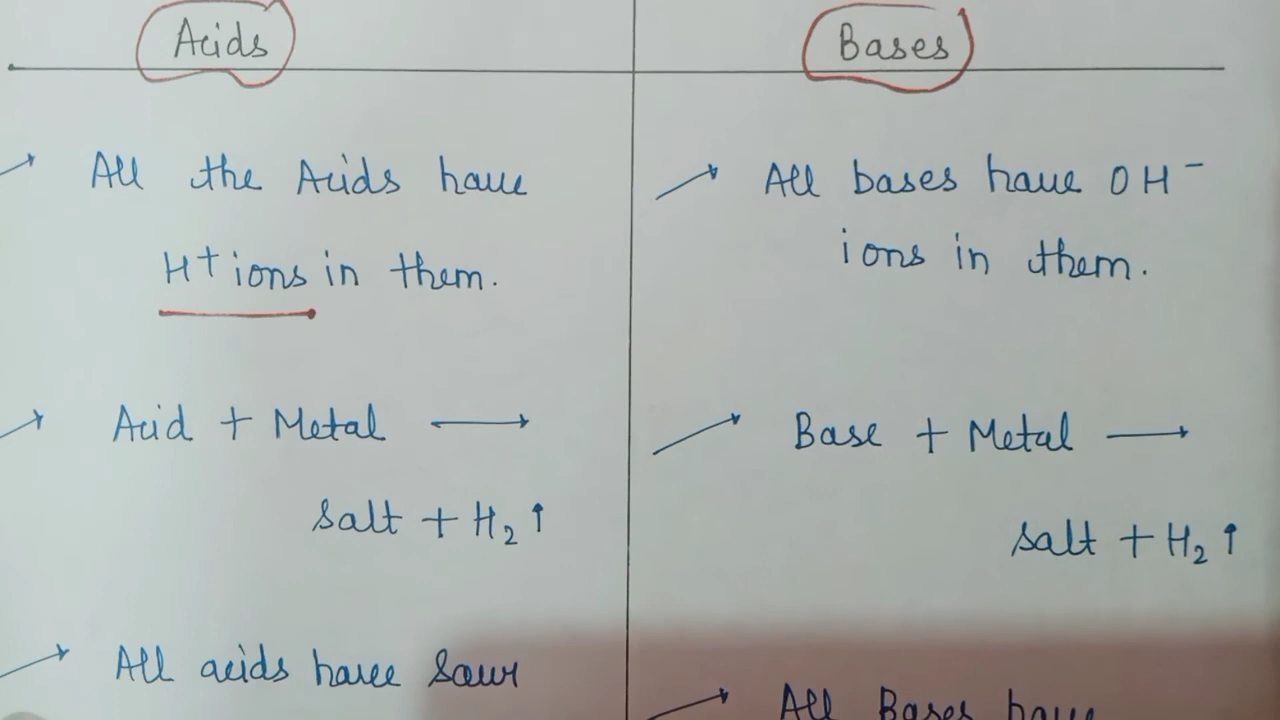 Acids
All the Acids have
H⁺ ions in them.
Acid + Metal ⟶
Salt + H₂ ↑
All acids have Sour
Bases
All bases have OH⁻
ions in them.
Base + Metal ⟶
Salt + H₂ ↑
All Bases have